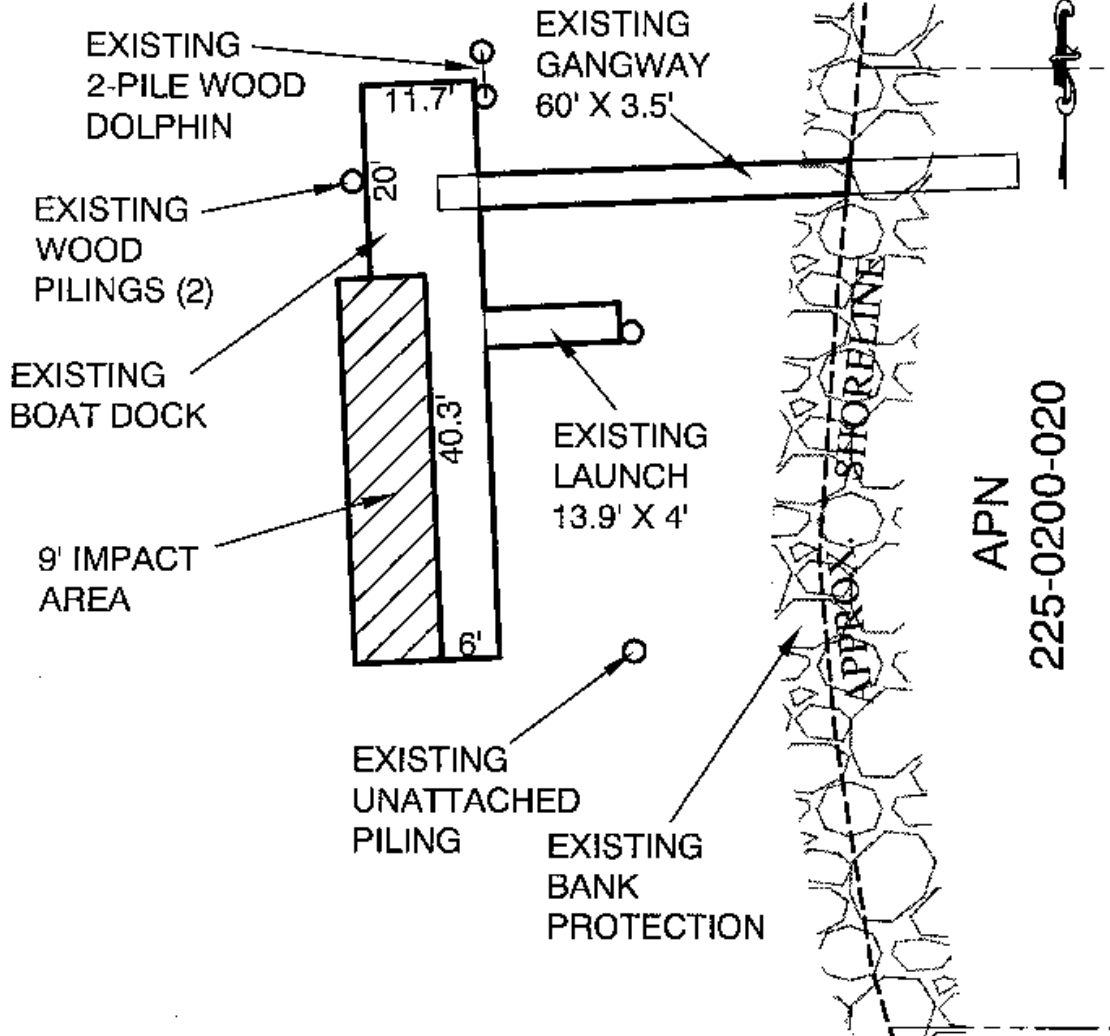 EXISTING
2-PILE WOOD
DOLPHIN
EXISTING
GANGWAY
60' X 3.5'
11.7'
20'
EXISTING
WOOD
PILINGS (2)
EXISTING
BOAT DOCK
40.3'
EXISTING
LAUNCH
13.9' X 4'
9' IMPACT
AREA
6'
EXISTING
UNATTACHED
PILING
EXISTING
BANK
PROTECTION
APPROX. SHORELINE
APN
225-0200-020